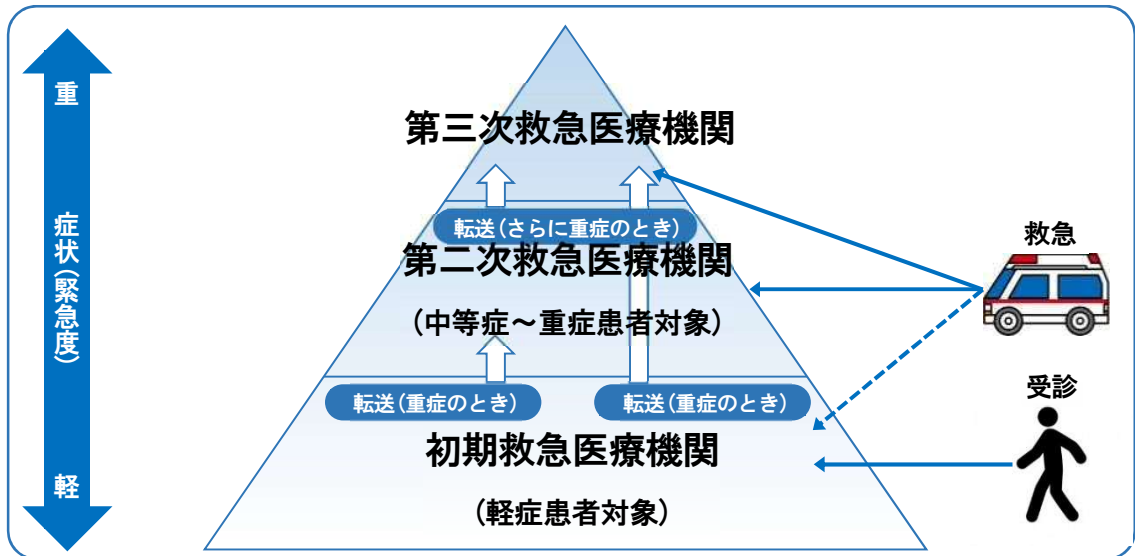 重
症状(緊急度)
軽
第三次救急医療機関
転送(さらに重症のとき)
第二次救急医療機関
(中等症～重症患者対象)
転送(重症のとき)
転送(重症のとき)
初期救急医療機関
(軽症患者対象)
救急
受診